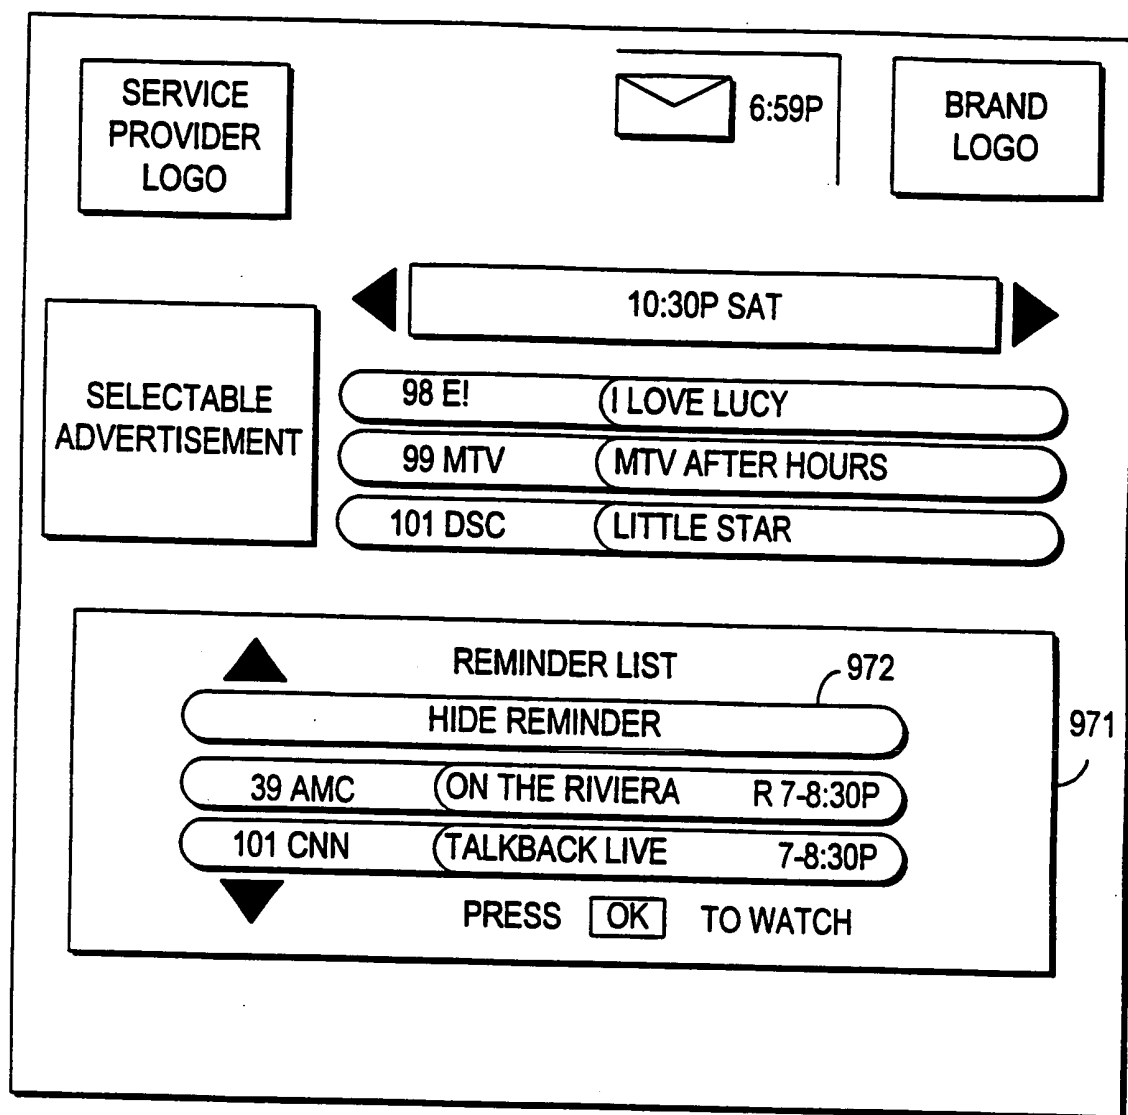 SERVICE
PROVIDER
LOGO
6:59P
BRAND
LOGO
10:30P SAT
SELECTABLE
ADVERTISEMENT
98 E! I LOVE LUCY
99 MTV MTV AFTER HOURS
101 DSC LITTLE STAR
REMINDER LIST
972
HIDE REMINDER
971
39 AMC ON THE RIVIERA R 7-8:30P
101 CNN TALKBACK LIVE 7-8:30P
PRESS OK TO WATCH